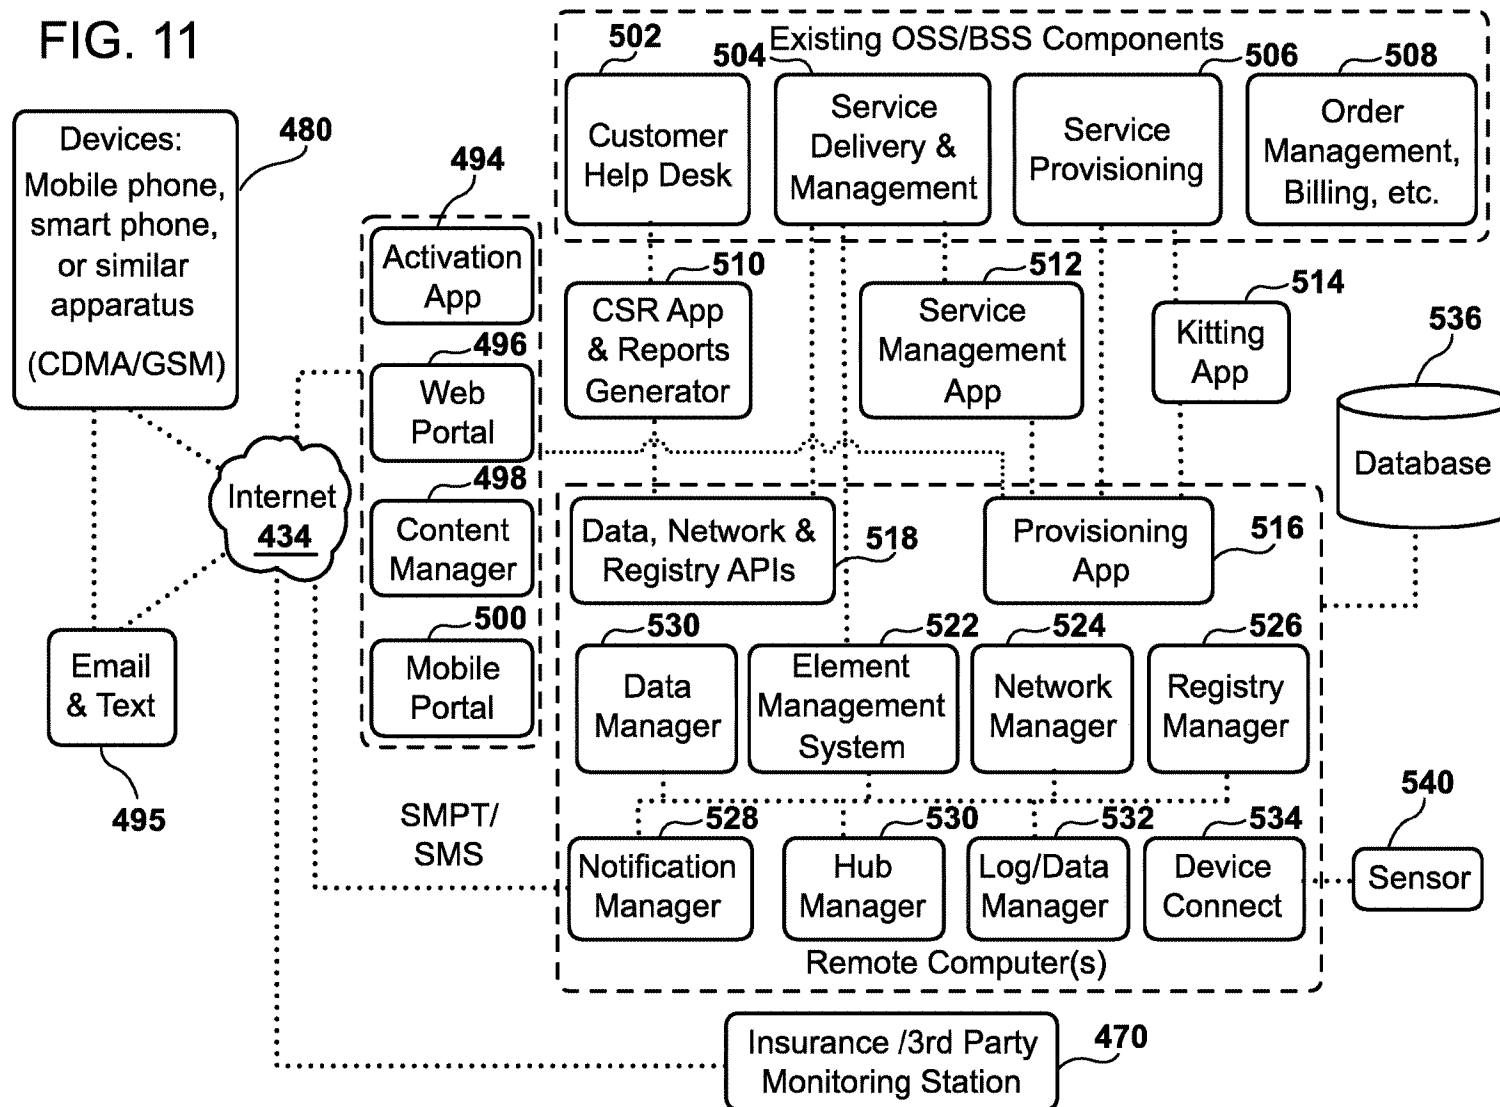 FIG. 11
Existing OSS/BSS Components
502
504
506
508
Customer
Help Desk
Service
Delivery &
Management
Service
Provisioning
Order
Management,
Billing, etc.
Devices:
Mobile phone,
smart phone,
or similar
apparatus
(CDMA/GSM)
480
494
Activation
App
496
Web
Portal
498
Content
Manager
500
Mobile
Portal
510
CSR App
& Reports
Generator
512
Service
Management
App
514
Kitting
App
536
Database
Internet
434
Email
& Text
495
Data, Network &
Registry APIs
518
Provisioning
App
516
530
Data
Manager
522
Element
Management
System
524
Network
Manager
526
Registry
Manager
SMPT/
SMS
528
Notification
Manager
530
Hub
Manager
532
Log/Data
Manager
534
Device
Connect
540
Sensor
Remote Computer(s)
Insurance /3rd Party
Monitoring Station
470